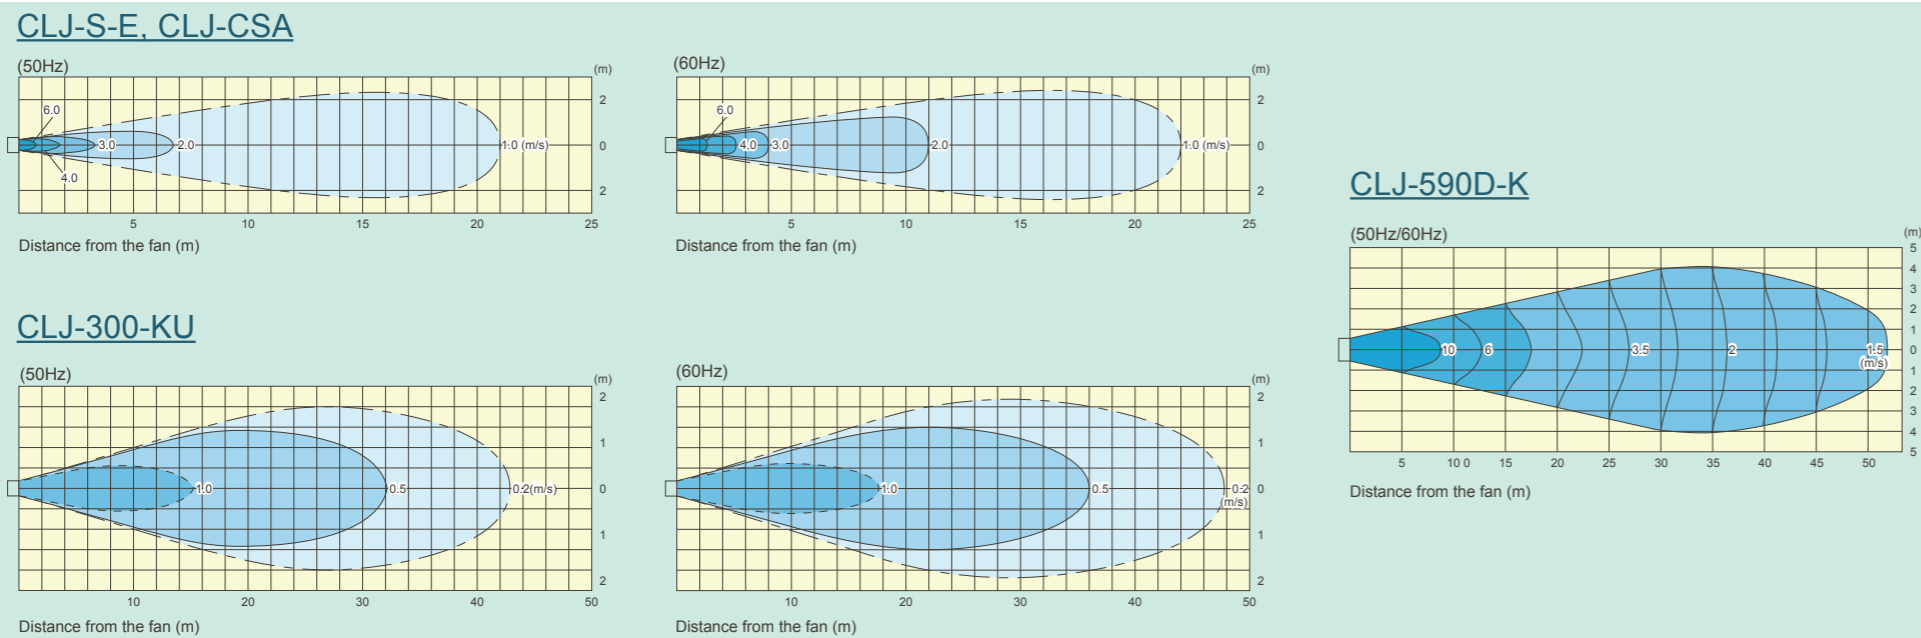 CLJ-S-E, CLJ-CSA
(50Hz)
(m)
6.0
4.0
3.0
2.0
1.0 (m/s)
2
0
2
5 10 15 20 25
Distance from the fan (m)
(60Hz)
(m)
6.0
4.0
3.0
2.0
1.0 (m/s)
2
0
2
5 10 15 20 25
Distance from the fan (m)
CLJ-300-KU
(50Hz)
(m)
1.0
0.5
0.2(m/s)
2
1
0
1
2
10 20 30 40 50
Distance from the fan (m)
(60Hz)
(m)
1.0
0.5
0.2
(m/s)
2
1
0
1
2
10 20 30 40 50
Distance from the fan (m)
CLJ-590D-K
(50Hz/60Hz)
(m)
10
6
3.5
2
1.5
(m/s)
5
4
3
2
1
0
1
2
3
4
5
5 10 0 15 20 25 30 35 40 45 50
Distance from the fan (m)